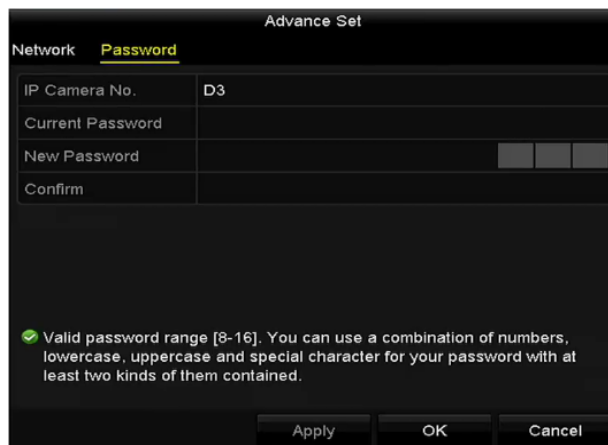 Advance Set
Network Password
IP Camera No. D3
Current Password
New Password
Confirm
Valid password range [8-16]. You can use a combination of numbers,
lowercase, uppercase and special character for your password with at
least two kinds of them contained.
Apply OK Cancel